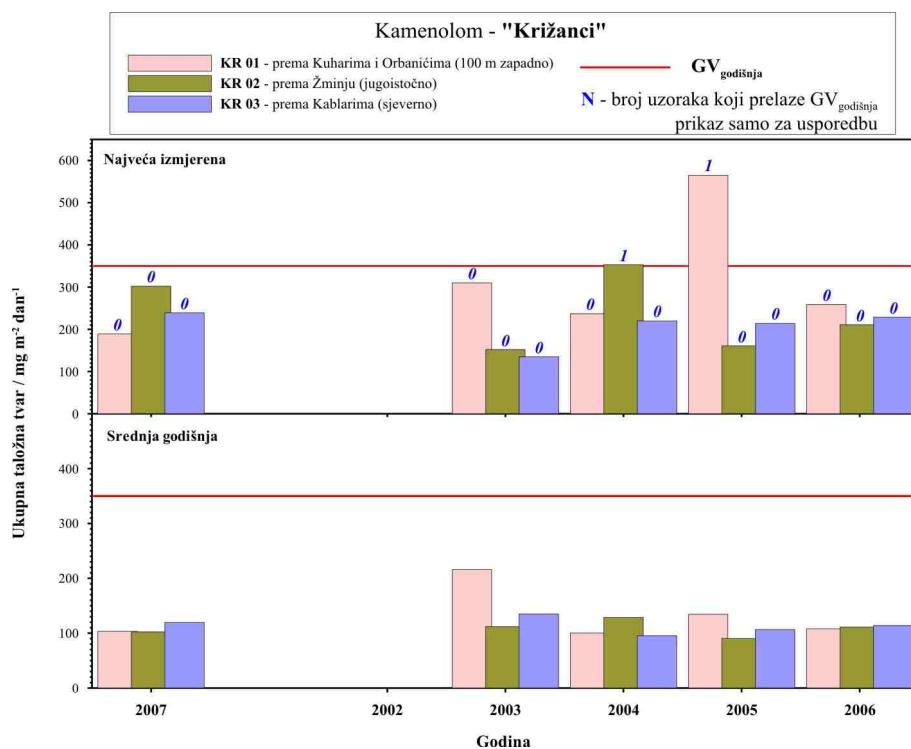 Kamenolom - "Križanci"
KR 01 - prema Kuharima i Orbanićima (100 m zapadno)
KR 02 - prema Žminju (jugoistočno)
KR 03 - prema Kablarima (sjeverno)
GVgodišnja
N - broj uzoraka koji prelaze GVgodišnja
prikaz samo za usporedbu
Ukupna taložna tvar / mg m-2 dan-1
Najveća izmjerena
600
500
400
300
200
100
0
0 0 0
0 0 0
0 1 0
1 0 0
0 0 0
Srednja godišnja
400
300
200
100
0
2007 2002 2003 2004 2005 2006
Godina